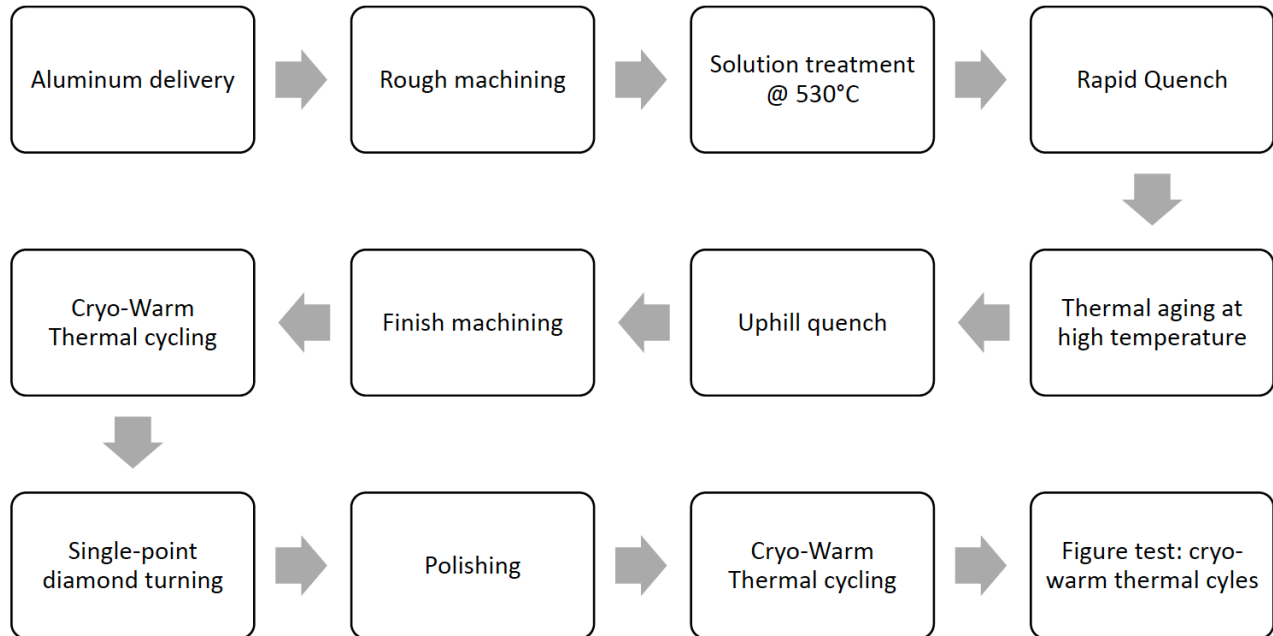 Aluminum delivery
Rough machining
Solution treatment
@ 530°C
Rapid Quench
Thermal aging at
high temperature
Uphill quench
Finish machining
Cryo-Warm
Thermal cycling
Single-point
diamond turning
Polishing
Cryo-Warm
Thermal cycling
Figure test: cryo-
warm thermal cyles